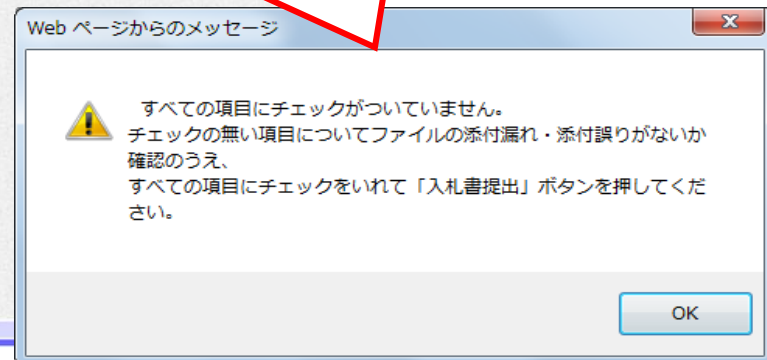 Web ページからのメッセージ
すべての項目にチェックがついていません。
チェックの無い項目についてファイルの添付漏れ・添付誤りがないか
確認のうえ、
すべての項目にチェックをいれて「入札書提出」ボタンを押してくだ
さい。
OK